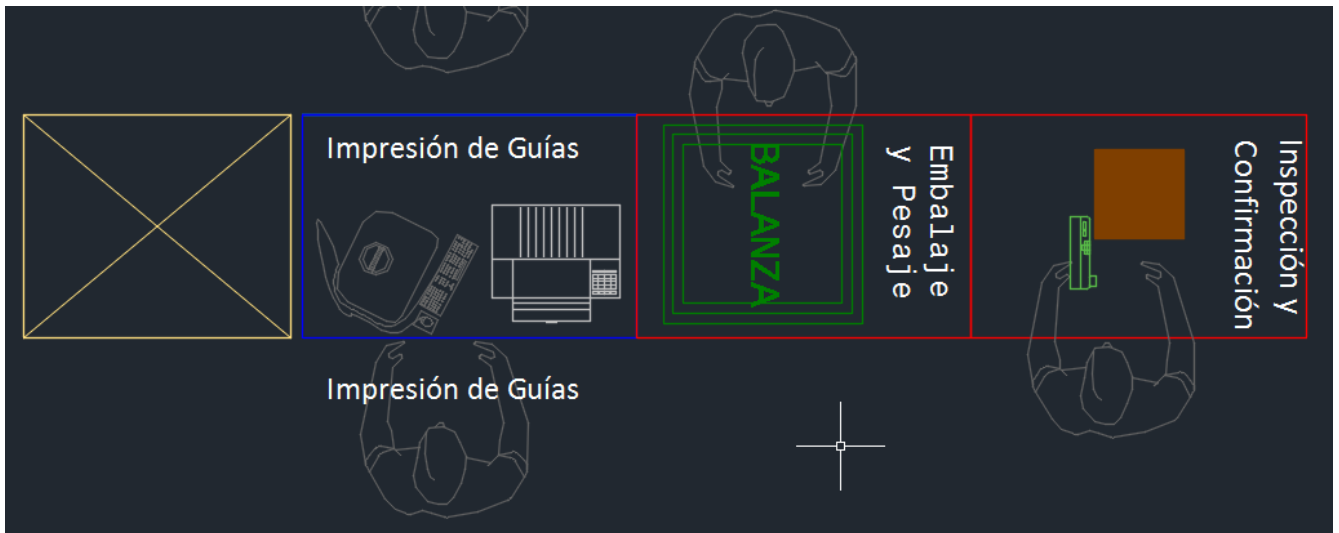 Impresión de Guías
BALANZA
Embalaje
y Pesaje
Inspección y
Confirmación
Impresión de Guías